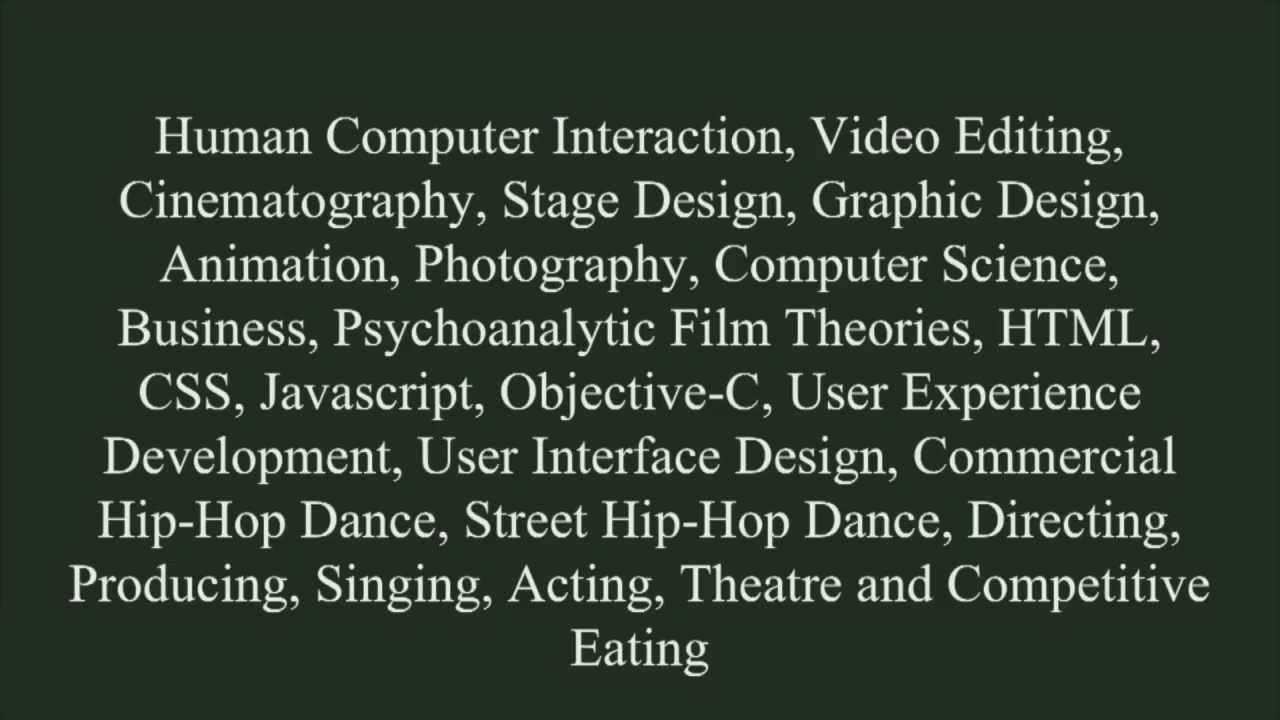 Human Computer Interaction, Video Editing,
Cinematography, Stage Design, Graphic Design,
Animation, Photography, Computer Science,
Business, Psychoanalytic Film Theories, HTML,
CSS, Javascript, Objective-C, User Experience
Development, User Interface Design, Commercial
Hip-Hop Dance, Street Hip-Hop Dance, Directing,
Producing, Singing, Acting, Theatre and Competitive
Eating